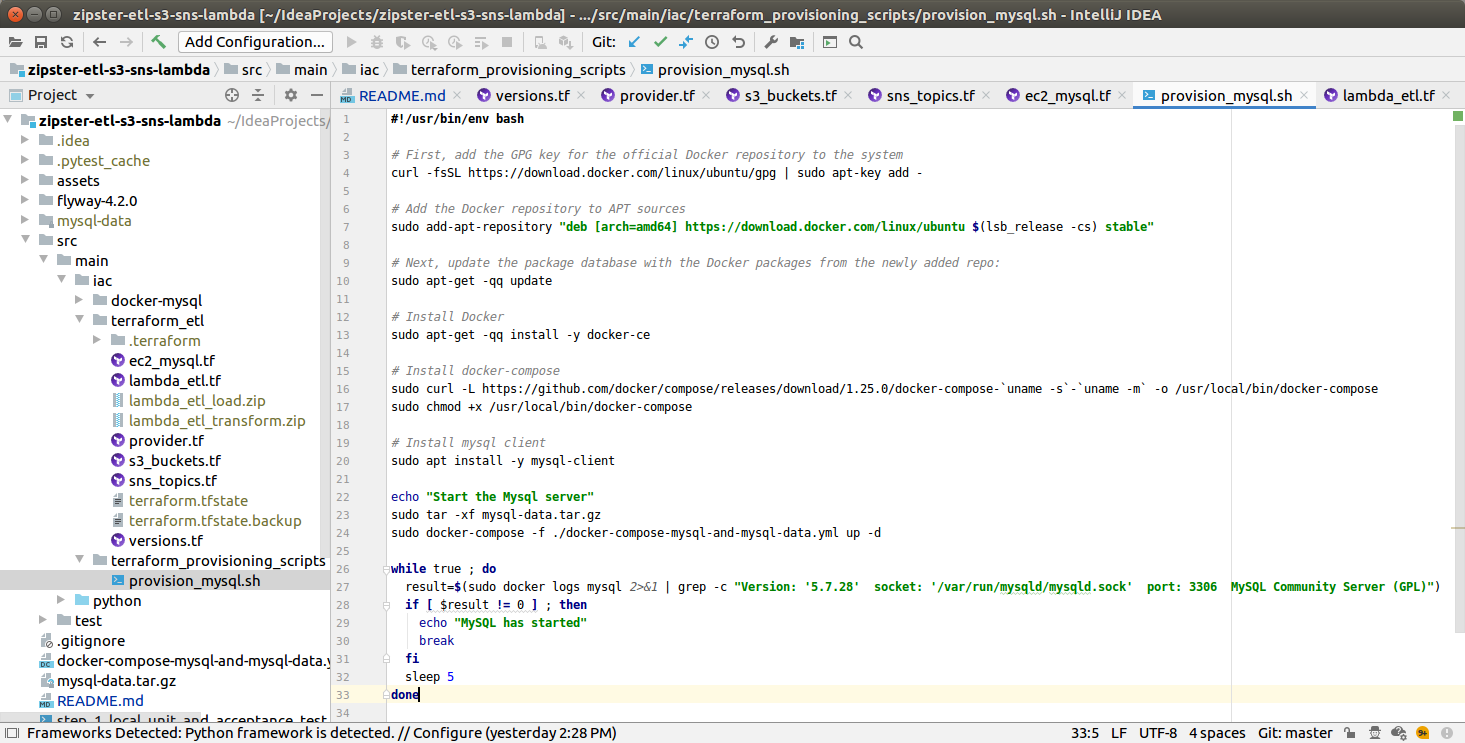 zipster-etl-s3-sns-lambda [~/IdeaProjects/zipster-etl-s3-sns-lambda] - .../src/main/iac/terraform_provisioning_scripts/provision_mysql.sh - IntelliJ IDEA
Add Configuration... Git:
zipster-etl-s3-sns-lambda src main iac terraform_provisioning_scripts provision_mysql.sh
Project
README.md versions.tf provider.tf s3_buckets.tf sns_topics.tf ec2_mysql.tf provision_mysql.sh lambda_etl.tf
zipster-etl-s3-sns-lambda ~/IdeaProjects/
.idea
.pytest_cache
assets
flyway-4.2.0
mysql-data
src
main
iac
docker-mysql
terraform_etl
.terraform
ec2_mysql.tf
lambda_etl.tf
lambda_etl_load.zip
lambda_etl_transform.zip
provider.tf
s3_buckets.tf
sns_topics.tf
terraform.tfstate
terraform.tfstate.backup
versions.tf
terraform_provisioning_scripts
provision_mysql.sh
python
test
.gitignore
docker-compose-mysql-and-mysql-data.y
mysql-data.tar.gz
README.md
step_1_local_unit_and_acceptance_test
1 #!/usr/bin/env bash
2
3 # First, add the GPG key for the official Docker repository to the system
4 curl -fsSL https://download.docker.com/linux/ubuntu/gpg | sudo apt-key add -
5
6 # Add the Docker repository to APT sources
7 sudo add-apt-repository "deb [arch=amd64] https://download.docker.com/linux/ubuntu $(lsb_release -cs) stable"
8
9 # Next, update the package database with the Docker packages from the newly added repo:
10 sudo apt-get -qq update
11
12 # Install Docker
13 sudo apt-get -qq install -y docker-ce
14
15 # Install docker-compose
16 sudo curl -L https://github.com/docker/compose/releases/download/1.25.0/docker-compose-`uname -s`-`uname -m` -o /usr/local/bin/docker-compose
17 sudo chmod +x /usr/local/bin/docker-compose
18
19 # Install mysql client
20 sudo apt install -y mysql-client
21
22 echo "Start the Mysql server"
23 sudo tar -xf mysql-data.tar.gz
24 sudo docker-compose -f ./docker-compose-mysql-and-mysql-data.yml up -d
25
26 while true ; do
27 result=$(sudo docker logs mysql 2>&1 | grep -c "Version: '5.7.28'  socket: '/var/run/mysqld/mysqld.sock'  port: 3306  MySQL Community Server (GPL)")
28 if [ $result != 0 ] ; then
29 echo "MySQL has started"
30 break
31 fi
32 sleep 5
33 done
34
Frameworks Detected: Python framework is detected. // Configure (yesterday 2:28 PM) 33:5 LF UTF-8 4 spaces Git: master 9+